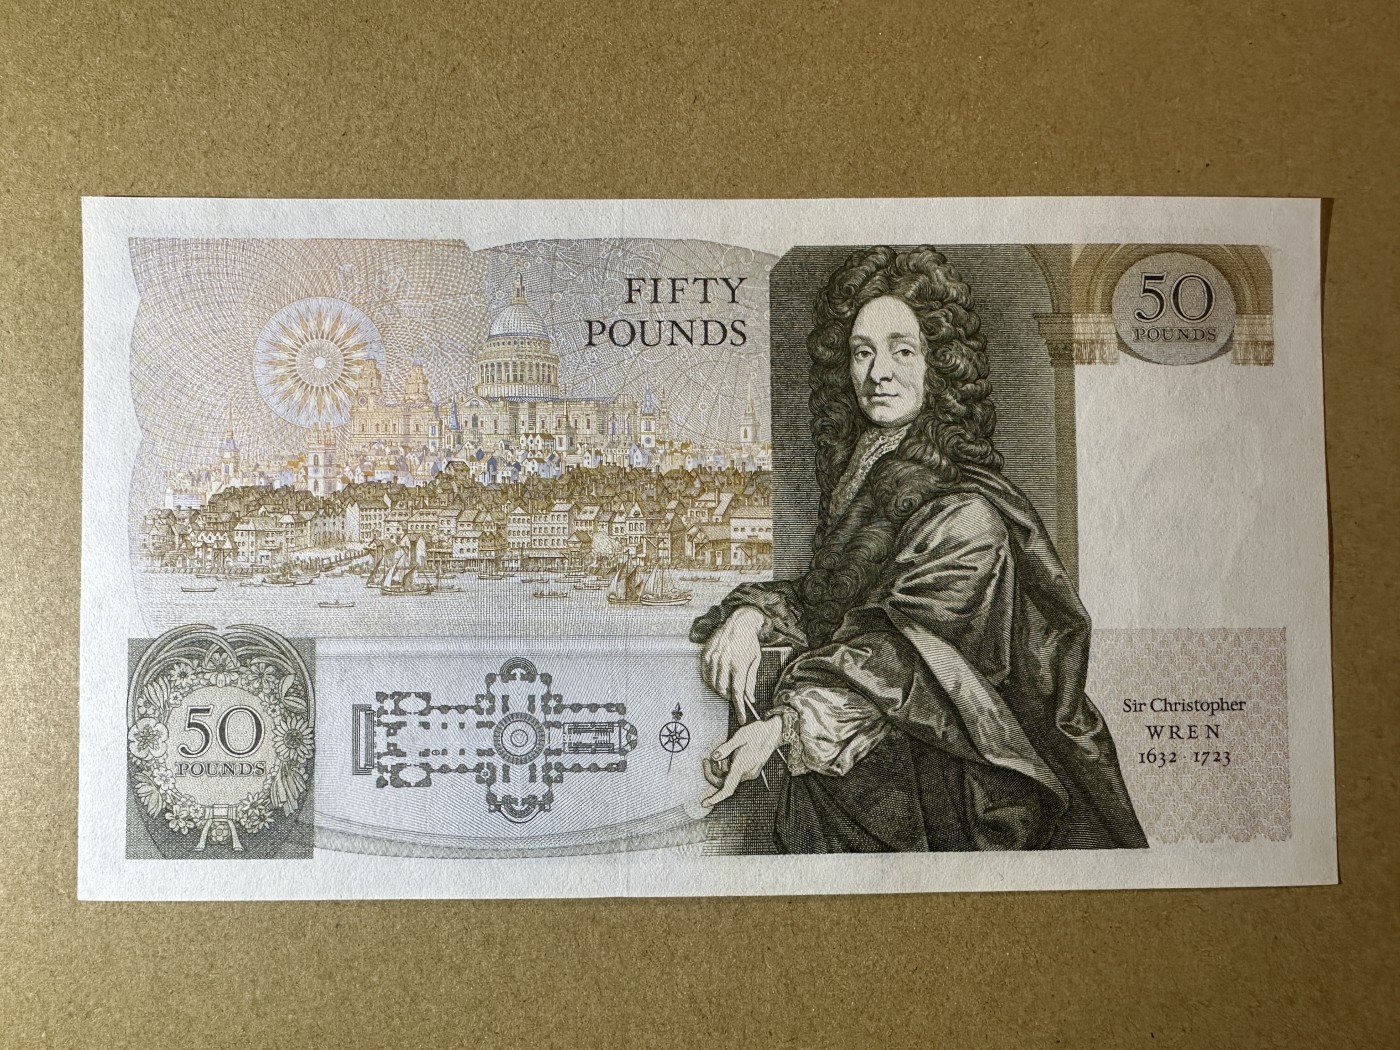 FIFTY
POUNDS
50
POUNDS
50
POUNDS
Sir Christopher
WREN
1632 · 1723